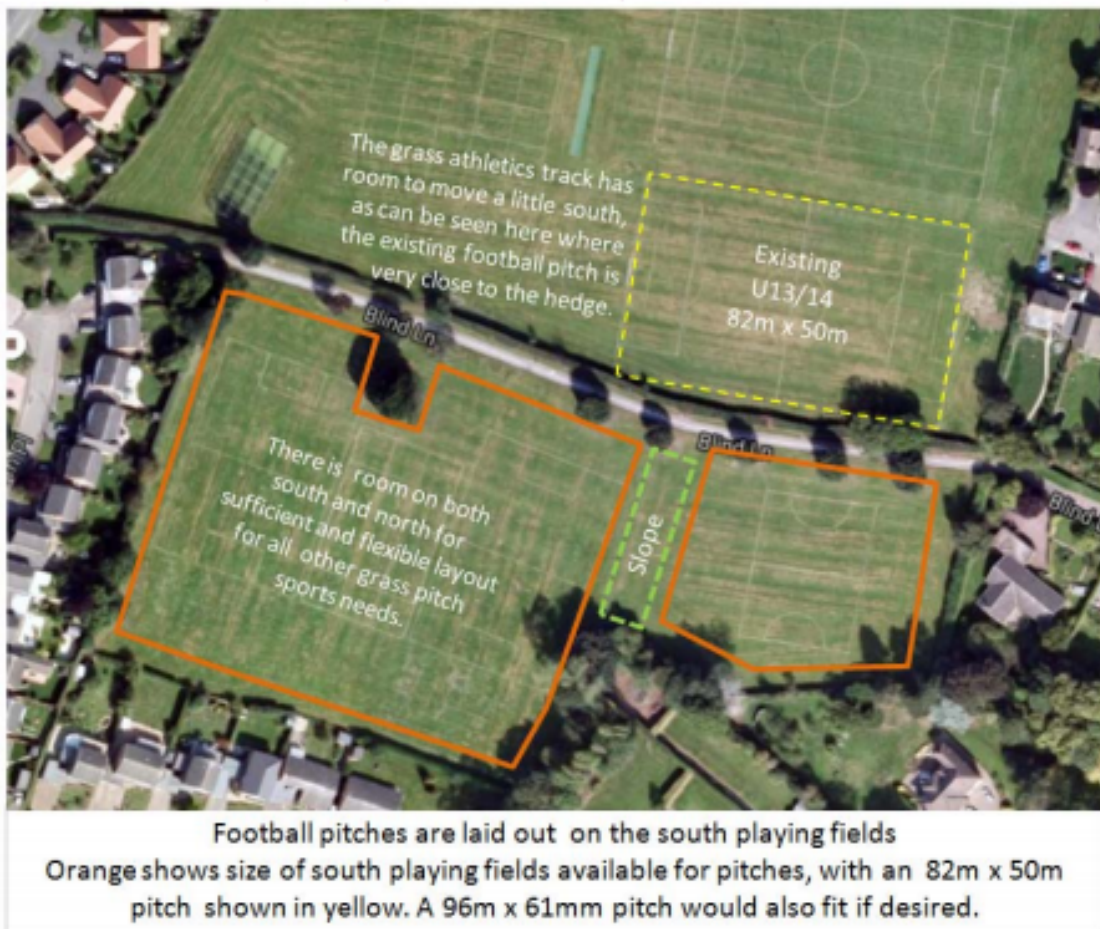 The grass athletics track has
room to move a little south,
as can be seen here where
the existing football pitch is
very close to the hedge.
Existing
U13/14
82m x 50m
Blind Ln
Blind Ln
Blind
There is room on both
south and north for
sufficient and flexible layout
for all other grass pitch
sports needs.
Slope
Football pitches are laid out on the south playing fields
Orange shows size of south playing fields available for pitches, with an 82m x 50m
pitch shown in yellow. A 96m x 61mm pitch would also fit if desired.